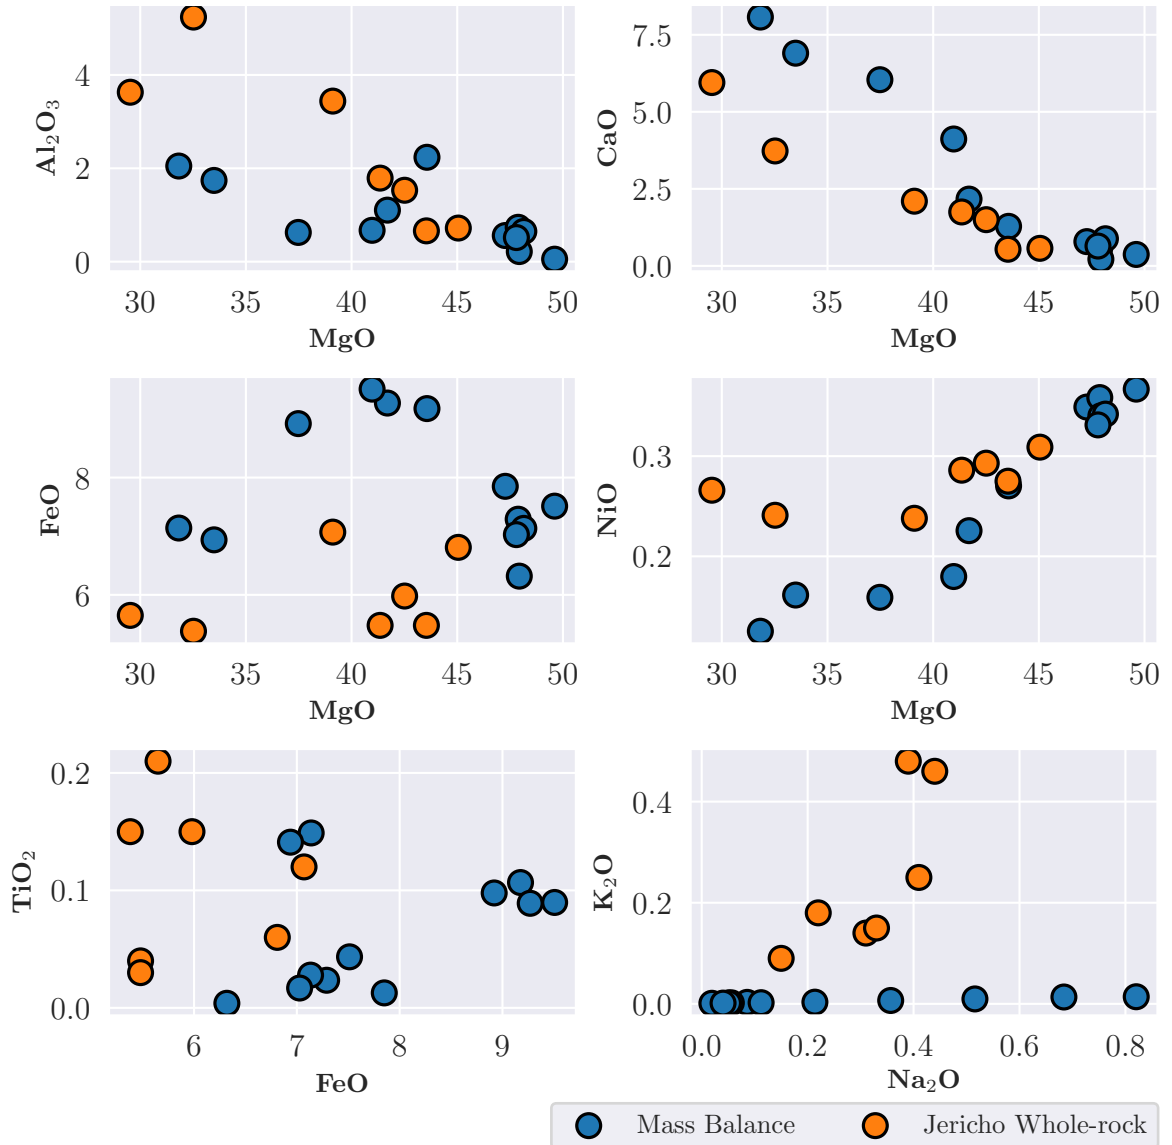 4
2
0
Al₂O₃
30 35 40 45 50
MgO
7.5
5.0
2.5
0.0
CaO
30 35 40 45 50
MgO
8
6
FeO
30 35 40 45 50
MgO
0.3
0.2
NiO
30 35 40 45 50
MgO
0.2
0.1
0.0
TiO₂
6 7 8 9
FeO
0.4
0.2
0.0
K₂O
0.0 0.2 0.4 0.6 0.8
Na₂O
Mass Balance Jericho Whole-rock